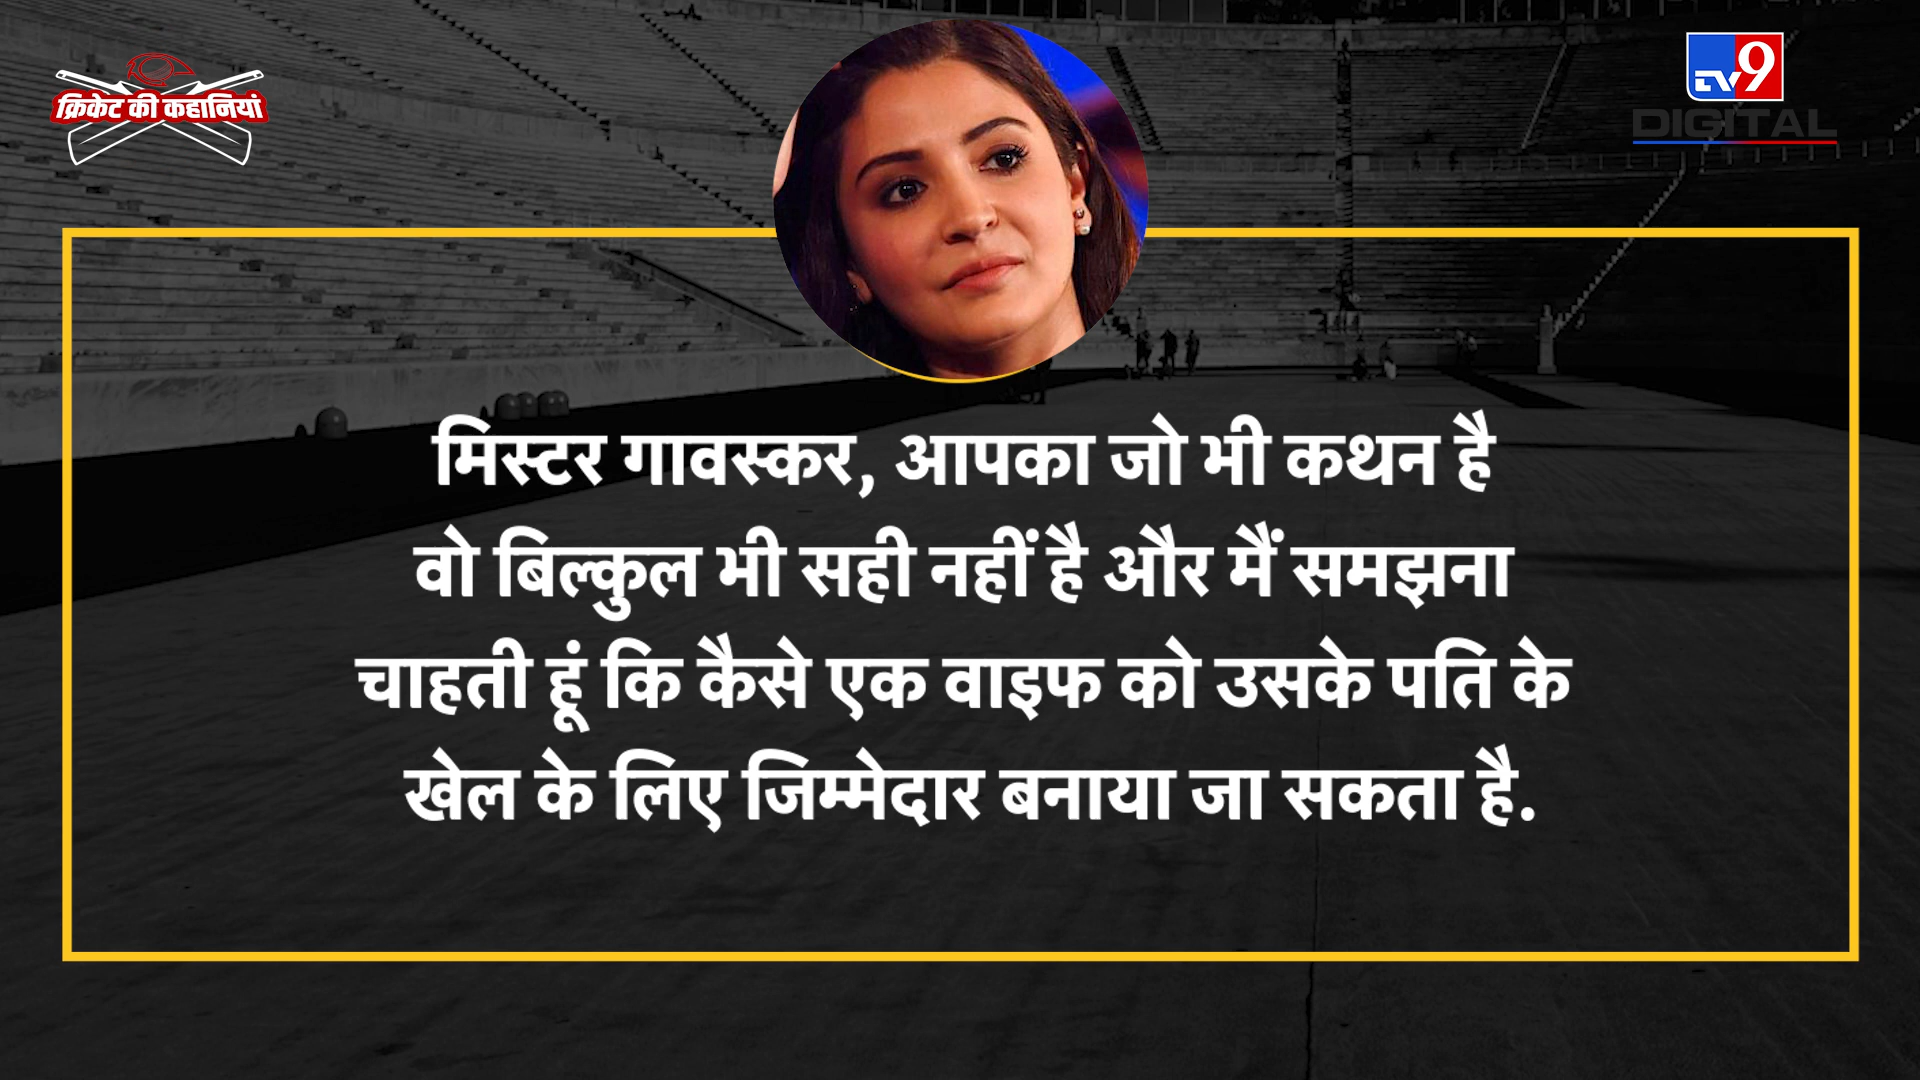 क्रिकेट की कहानियां
TV9
DIGITAL
मिस्टर गावस्कर, आपका जो भी कथन है
वो बिल्कुल भी सही नहीं है और मैं समझना
चाहती हूं कि कैसे एक वाइफ को उसके पति के
खेल के लिए जिम्मेदार बनाया जा सकता है.